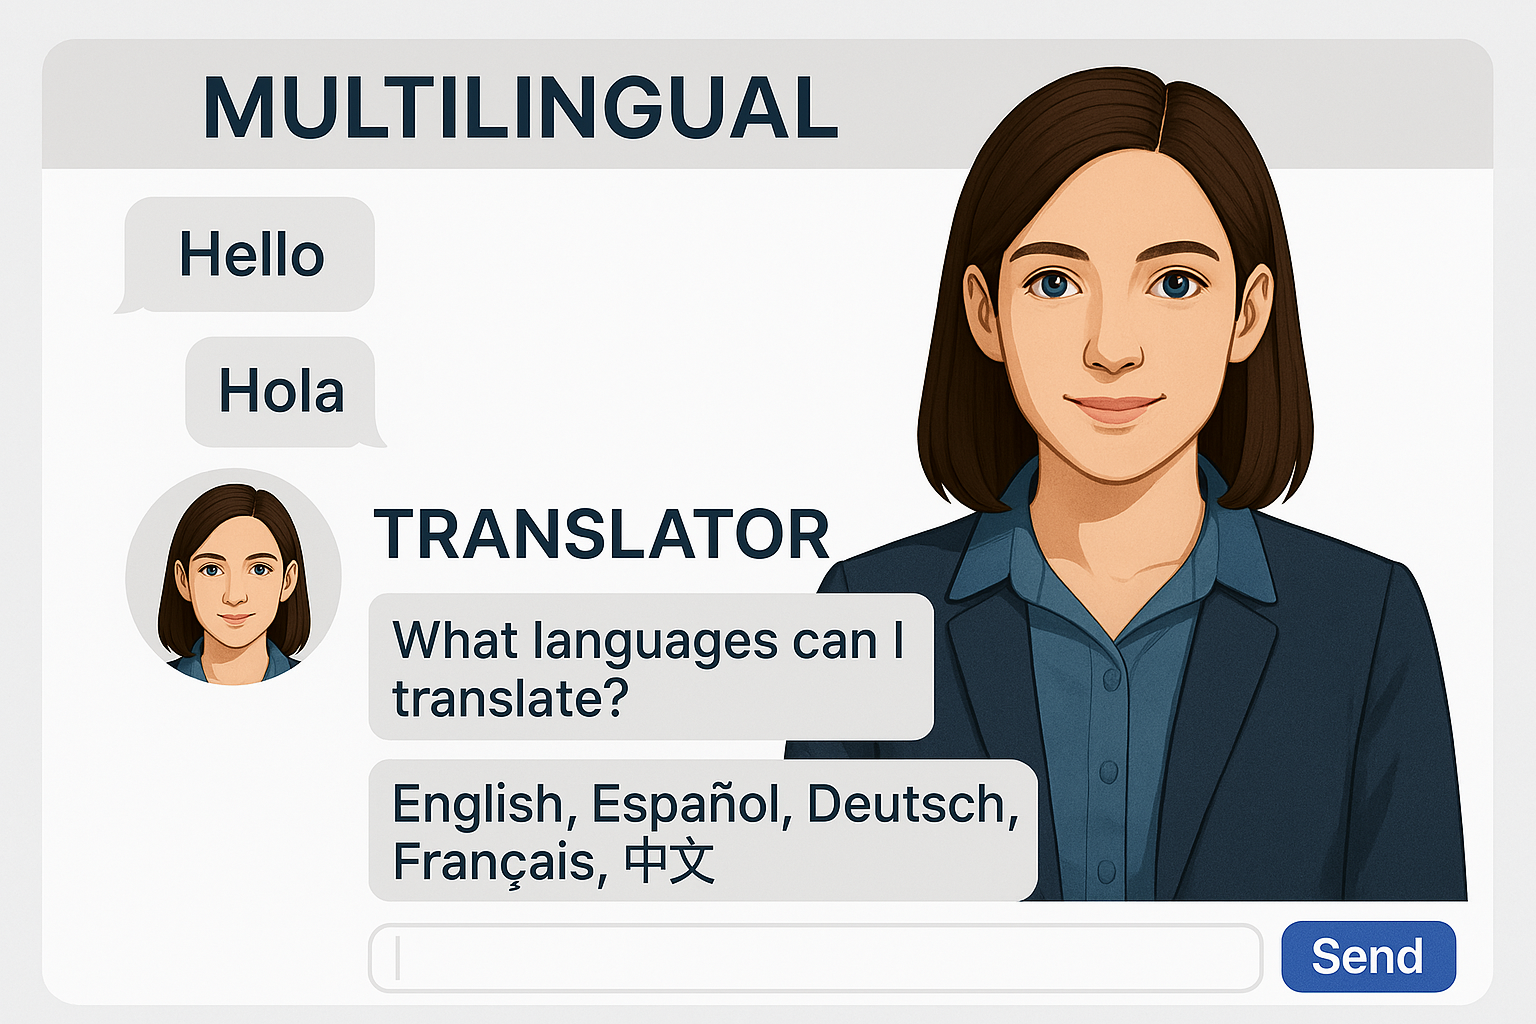 MULTILINGUAL
Hello
Hola
TRANSLATOR
What languages can I
translate?
English, Español, Deutsch,
Français, 中文
Send